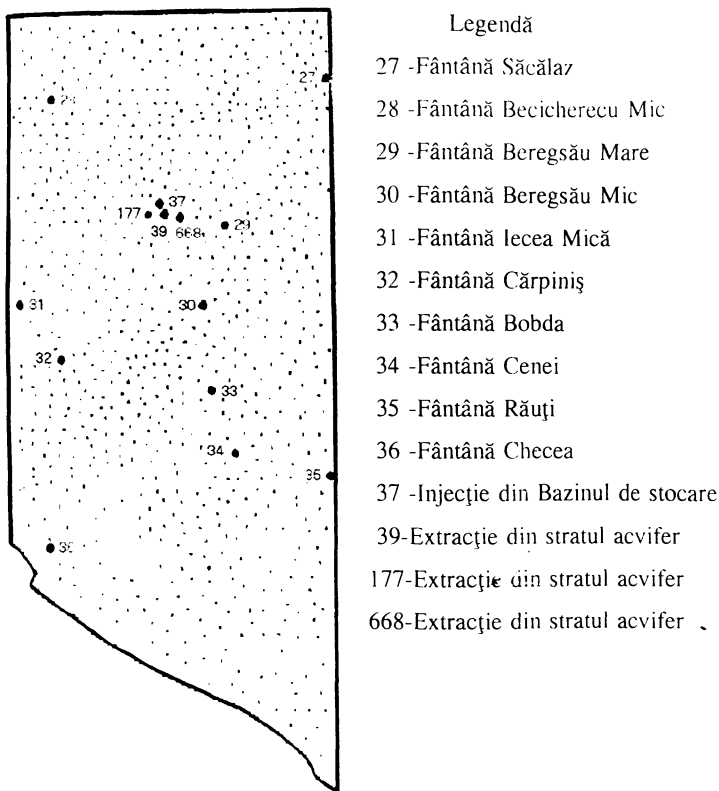 Legendă
27 -Fântână Săcălaz
28 -Fântână Becicherecu Mic
29 -Fântână Beregsău Mare
30 -Fântână Beregsău Mic
31 -Fântână Iecea Mică
32 -Fântână Cărpiniş
33 -Fântână Bobda
34 -Fântână Cenei
35 -Fântână Răuţi
36 -Fântână Checea
37 -Injecţie din Bazinul de stocare
39-Extracţie din stratul acvifer
177-Extracţie din stratul acvifer
668-Extracţie din stratul acvifer
27
28
37
177
39
668
29
31
30
32
33
34
35
36